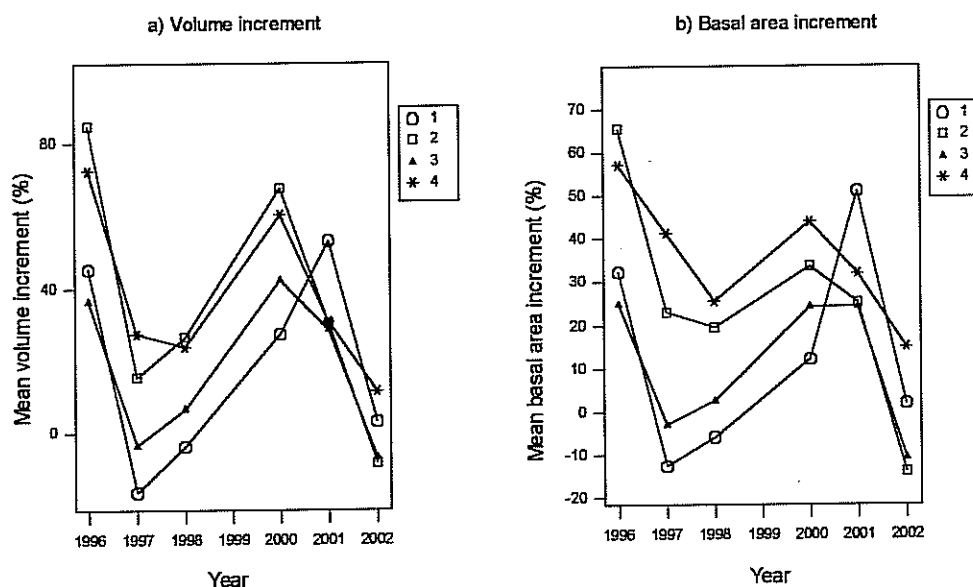 a) Volume increment
Mean volume increment (%)
80
40
0
1996 1997 1998 1999 2000 2001 2002
Year
1
2
3
4
b) Basal area increment
Mean basal area increment (%)
70
60
50
40
30
20
10
0
-10
-20
1996 1997 1998 1999 2000 2001 2002
Year
1
2
3
4